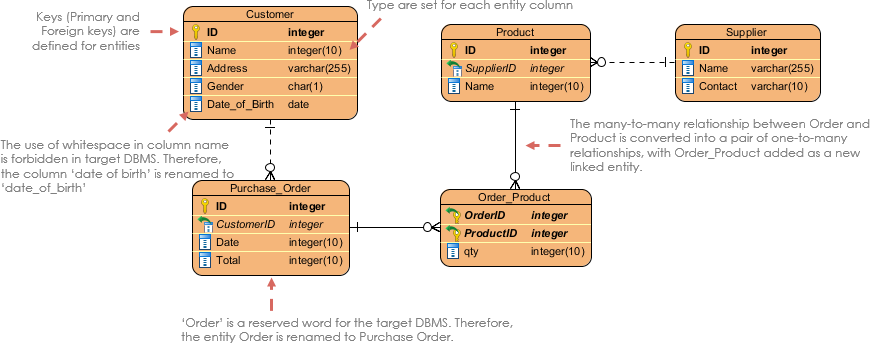 Type are set for each entity column
Keys (Primary and
Foreign keys) are
defined for entities
Customer
ID integer
Name integer(10)
Address varchar(255)
Gender char(1)
Date_of_Birth date
Product
ID integer
SupplierID integer
Name integer(10)
Supplier
ID integer
Name varchar(255)
Contact varchar(10)
The use of whitespace in column name
is forbidden in target DBMS. Therefore,
the column ‘date of birth’ is renamed to
‘date_of_birth’
The many-to-many relationship between Order and
Product is converted into a pair of one-to-many
relationships, with Order_Product added as a new
linked entity.
Purchase_Order
ID integer
CustomerID integer
Date integer(10)
Total integer(10)
Order_Product
OrderID integer
ProductID integer
qty integer(10)
‘Order’ is a reserved word for the target DBMS. Therefore,
the entity Order is renamed to Purchase Order.